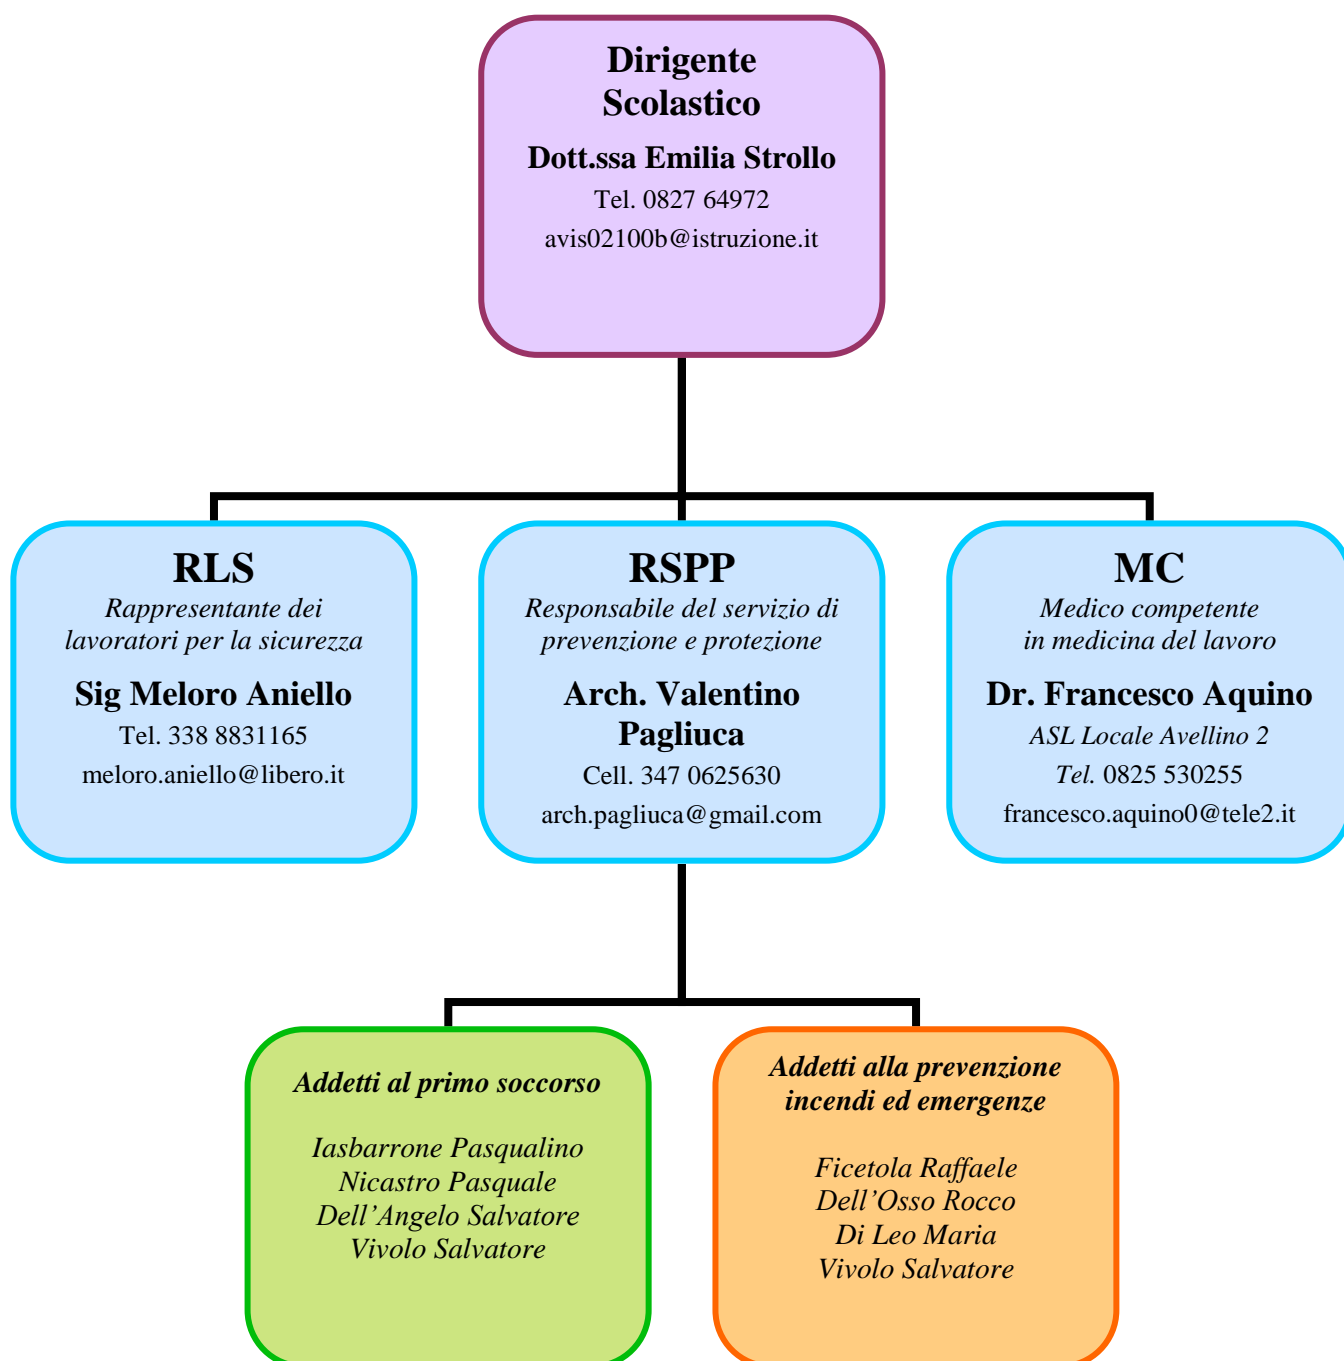 Dirigente
Scolastico
Dott.ssa Emilia Strollo
Tel. 0827 64972
avis02100b@istruzione.it
RLS
Rappresentante dei
lavoratori per la sicurezza
Sig Meloro Aniello
Tel. 338 8831165
meloro.aniello@libero.it
RSPP
Responsabile del servizio di
prevenzione e protezione
Arch. Valentino
Pagliuca
Cell. 347 0625630
arch.pagliuca@gmail.com
MC
Medico competente
in medicina del lavoro
Dr. Francesco Aquino
ASL Locale Avellino 2
Tel. 0825 530255
francesco.aquino0@tele2.it
Addetti al primo soccorso
Iasbarrone Pasqualino
Nicastro Pasquale
Dell’Angelo Salvatore
Vivolo Salvatore
Addetti alla prevenzione
incendi ed emergenze
Ficetola Raffaele
Dell’Osso Rocco
Di Leo Maria
Vivolo Salvatore